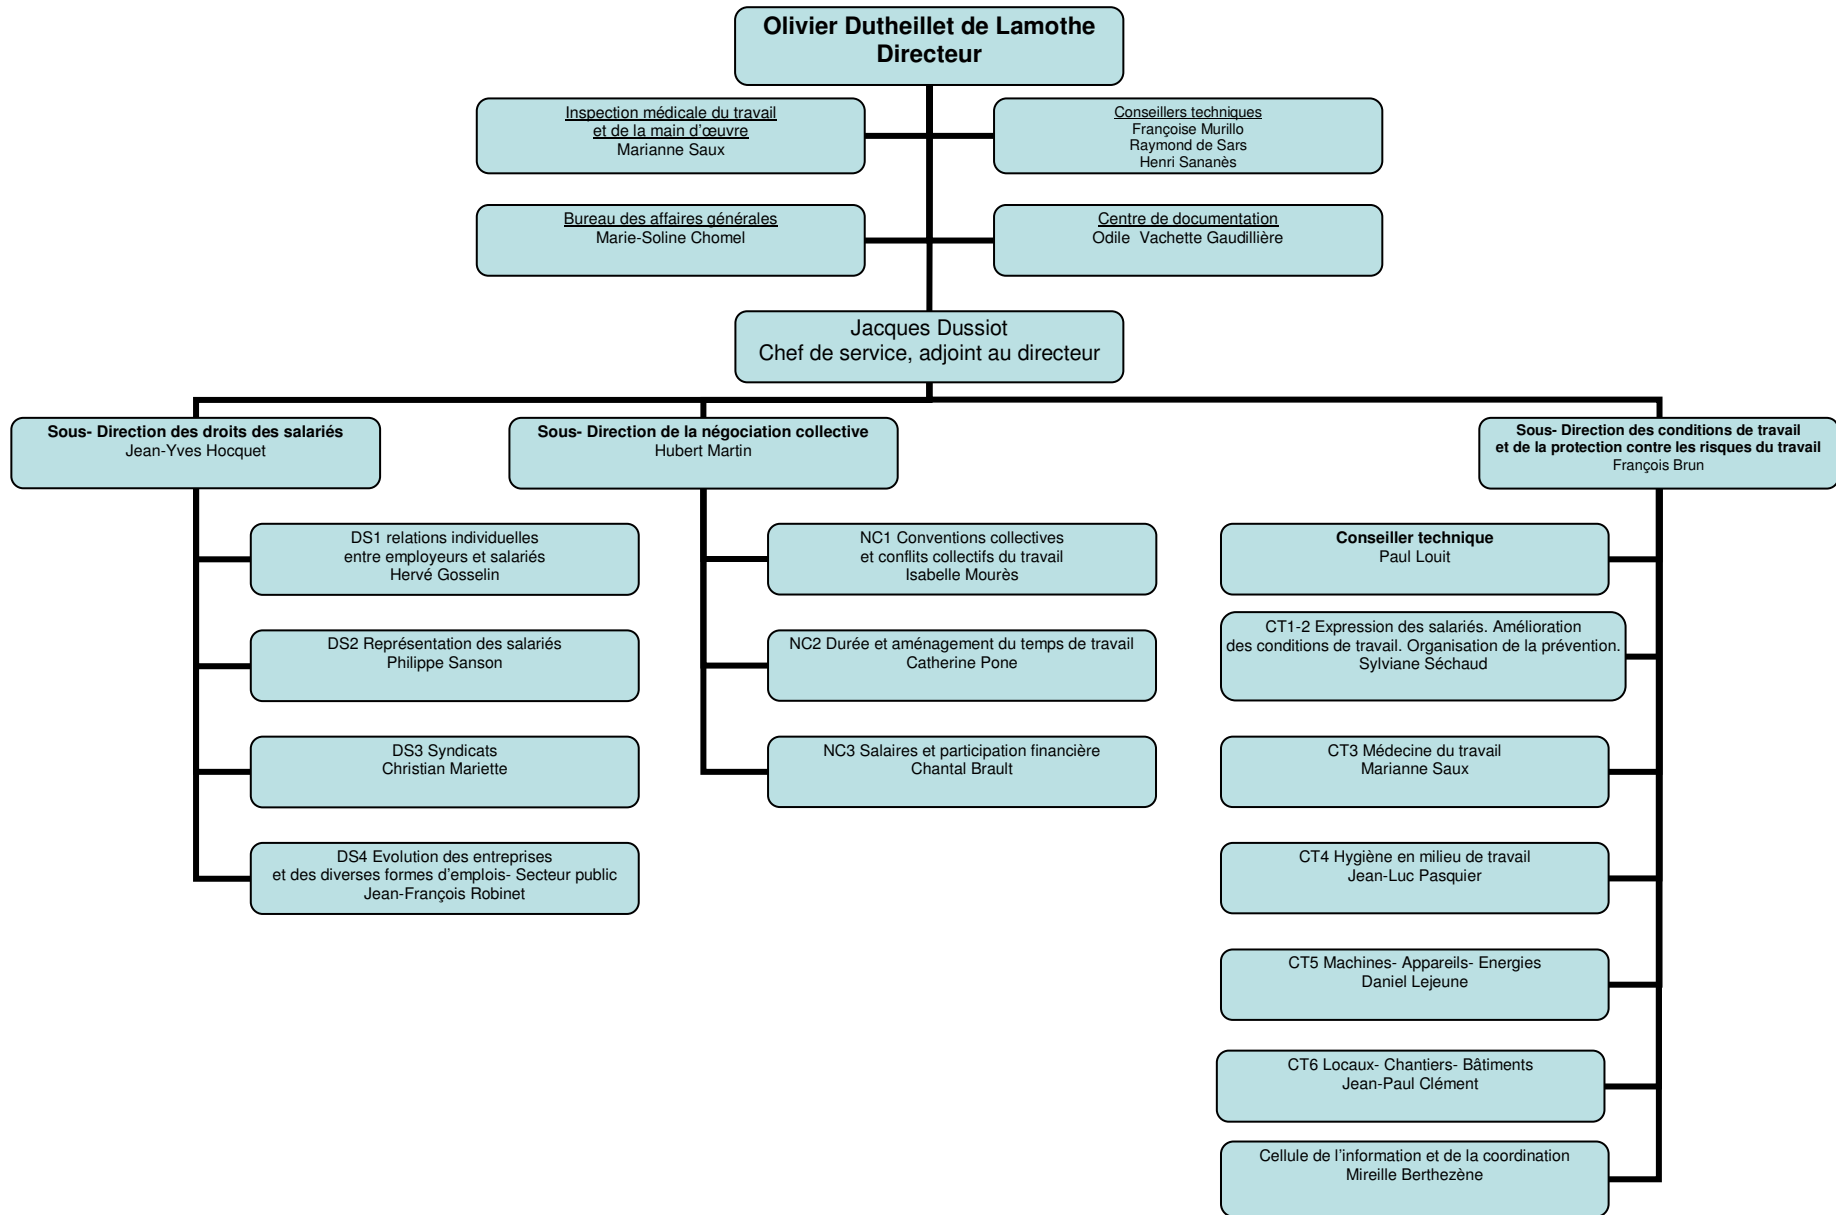 Olivier Dutheillet de Lamothe
Directeur
Inspection médicale du travail
et de la main d'œuvre
Marianne Saux
Conseillers techniques
Françoise Murillo
Raymond de Sars
Henri Sananès
Bureau des affaires générales
Marie-Soline Chomel
Centre de documentation
Odile Vachette Gaudillière
Jacques Dussiot
Chef de service, adjoint au directeur
Sous- Direction des droits des salariés
Jean-Yves Hocquet
DS1 relations individuelles
entre employeurs et salariés
Hervé Gosselin
DS2 Représentation des salariés
Philippe Sanson
DS3 Syndicats
Christian Mariette
DS4 Evolution des entreprises
et des diverses formes d'emplois- Secteur public
Jean-François Robinet
Sous- Direction de la négociation collective
Hubert Martin
NC1 Conventions collectives
et conflits collectifs du travail
Isabelle Mourès
NC2 Durée et aménagement du temps de travail
Catherine Pone
NC3 Salaires et participation financière
Chantal Brault
Sous- Direction des conditions de travail
et de la protection contre les risques du travail
François Brun
Conseiller technique
Paul Louit
CT1-2 Expression des salariés. Amélioration
des conditions de travail. Organisation de la prévention.
Sylviane Séchaud
CT3 Médecine du travail
Marianne Saux
CT4 Hygiène en milieu de travail
Jean-Luc Pasquier
CT5 Machines- Appareils- Energies
Daniel Lejeune
CT6 Locaux- Chantiers- Bâtiments
Jean-Paul Clément
Cellule de l'information et de la coordination
Mireille Berthezène